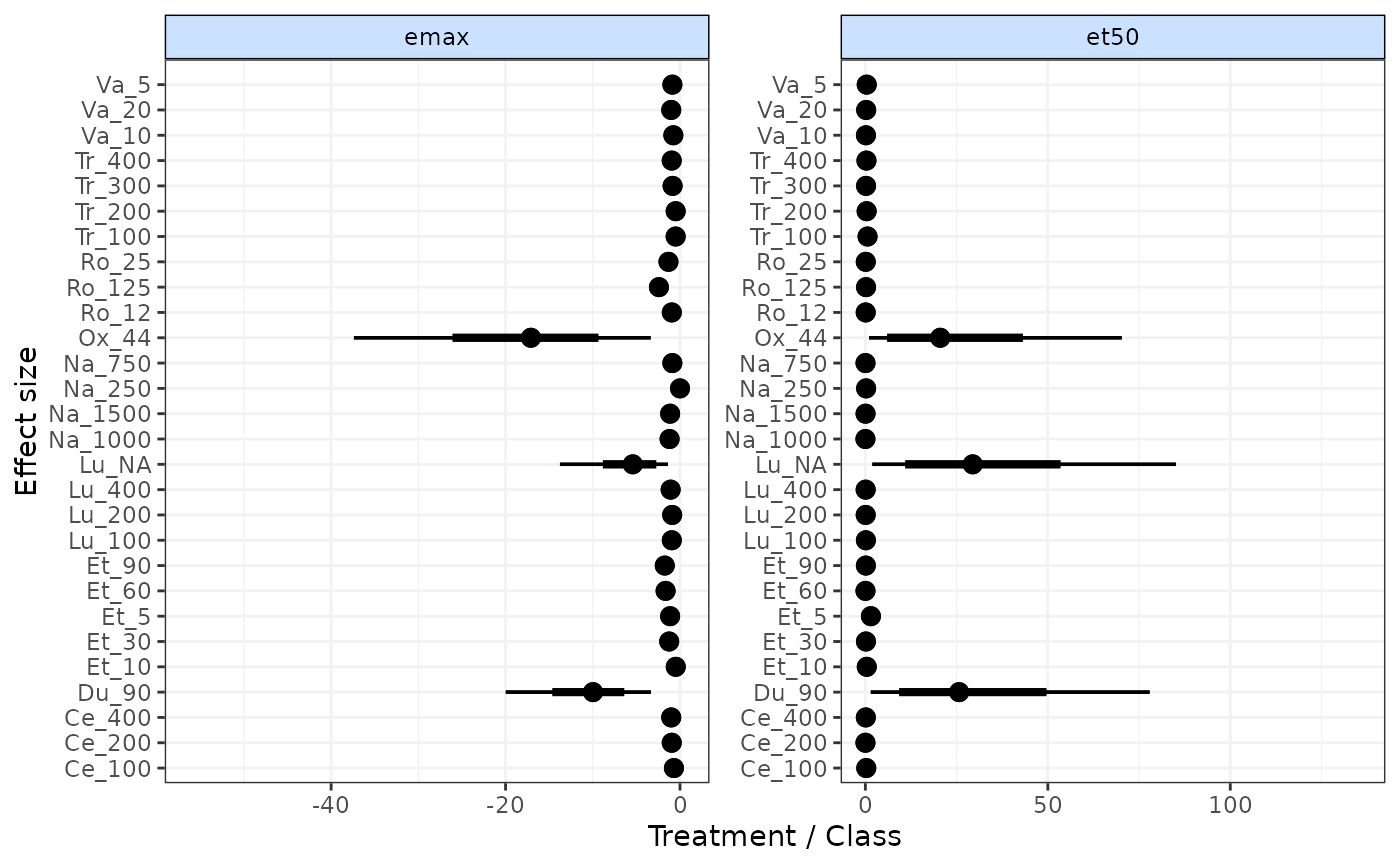 emax
et50
Effect size
Va_5
Va_20
Va_10
Tr_400
Tr_300
Tr_200
Tr_100
Ro_25
Ro_125
Ro_12
Ox_44
Na_750
Na_250
Na_1500
Na_1000
Lu_NA
Lu_400
Lu_200
Lu_100
Et_90
Et_60
Et_5
Et_30
Et_10
Du_90
Ce_400
Ce_200
Ce_100
-40 -20 0
Va_5
Va_20
Va_10
Tr_400
Tr_300
Tr_200
Tr_100
Ro_25
Ro_125
Ro_12
Ox_44
Na_750
Na_250
Na_1500
Na_1000
Lu_NA
Lu_400
Lu_200
Lu_100
Et_90
Et_60
Et_5
Et_30
Et_10
Du_90
Ce_400
Ce_200
Ce_100
0 50 100
Treatment / Class